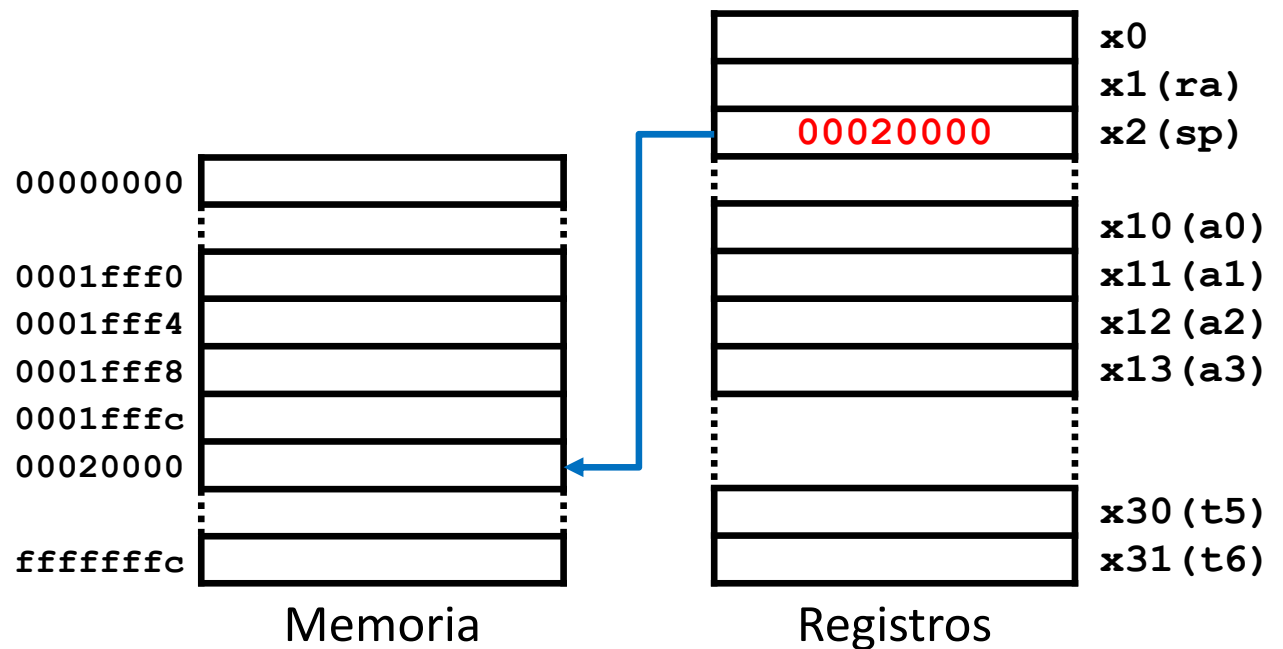 00000000
0001fff0
0001fff4
0001fff8
0001fffc
00020000
fffffffc
Memoria
x0
x1(ra)
00020000 x2(sp)
x10(a0)
x11(a1)
x12(a2)
x13(a3)
x30(t5)
x31(t6)
Registros